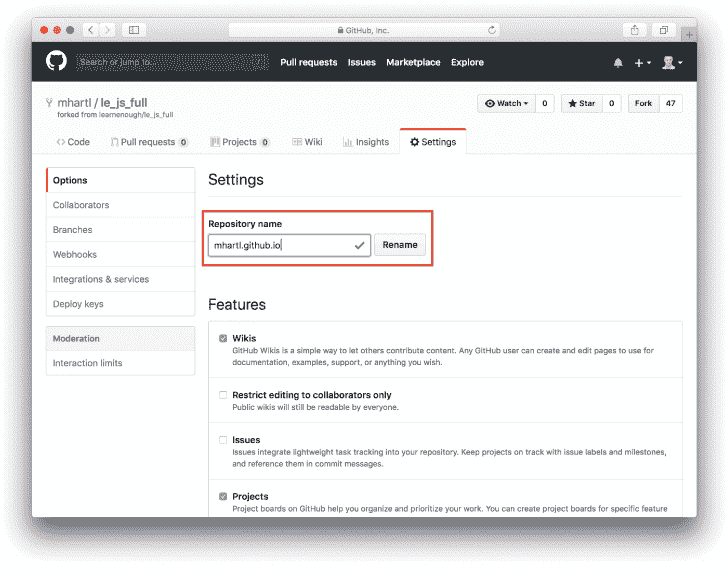 GitHub, Inc.
Search or jump to...
/
Pull requests Issues Marketplace Explore
mhartl / le_js_full
forked from learnenough/le_js_full
Watch 0 Star 0 Fork 47
Code Pull requests 0 Projects 0 Wiki Insights Settings
Options
Collaborators
Branches
Webhooks
Integrations & services
Deploy keys
Moderation
Interaction limits
Settings
Repository name
mhartl.github.io
Rename
Features
Wikis
GitHub Wikis is a simple way to let others contribute content. Any GitHub user can create and edit pages to use for
documentation, examples, support, or anything you wish.
Restrict editing to collaborators only
Public wikis will still be readable by everyone.
Issues
Issues integrate lightweight task tracking into your repository. Keep projects on track with issue labels and milestones,
and reference them in commit messages.
Projects
Project boards on GitHub help you organize and prioritize your work. You can create project boards for specific feature